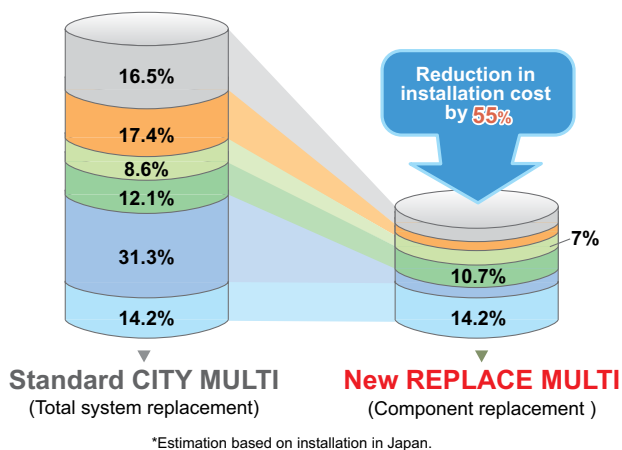 Reduction in
installation cost
by 55%
16.5%
17.4%
8.6%
12.1%
31.3%
14.2%
7%
10.7%
14.2%
Standard CITY MULTI
(Total system replacement)
New REPLACE MULTI
(Component replacement )
*Estimation based on installation in Japan.